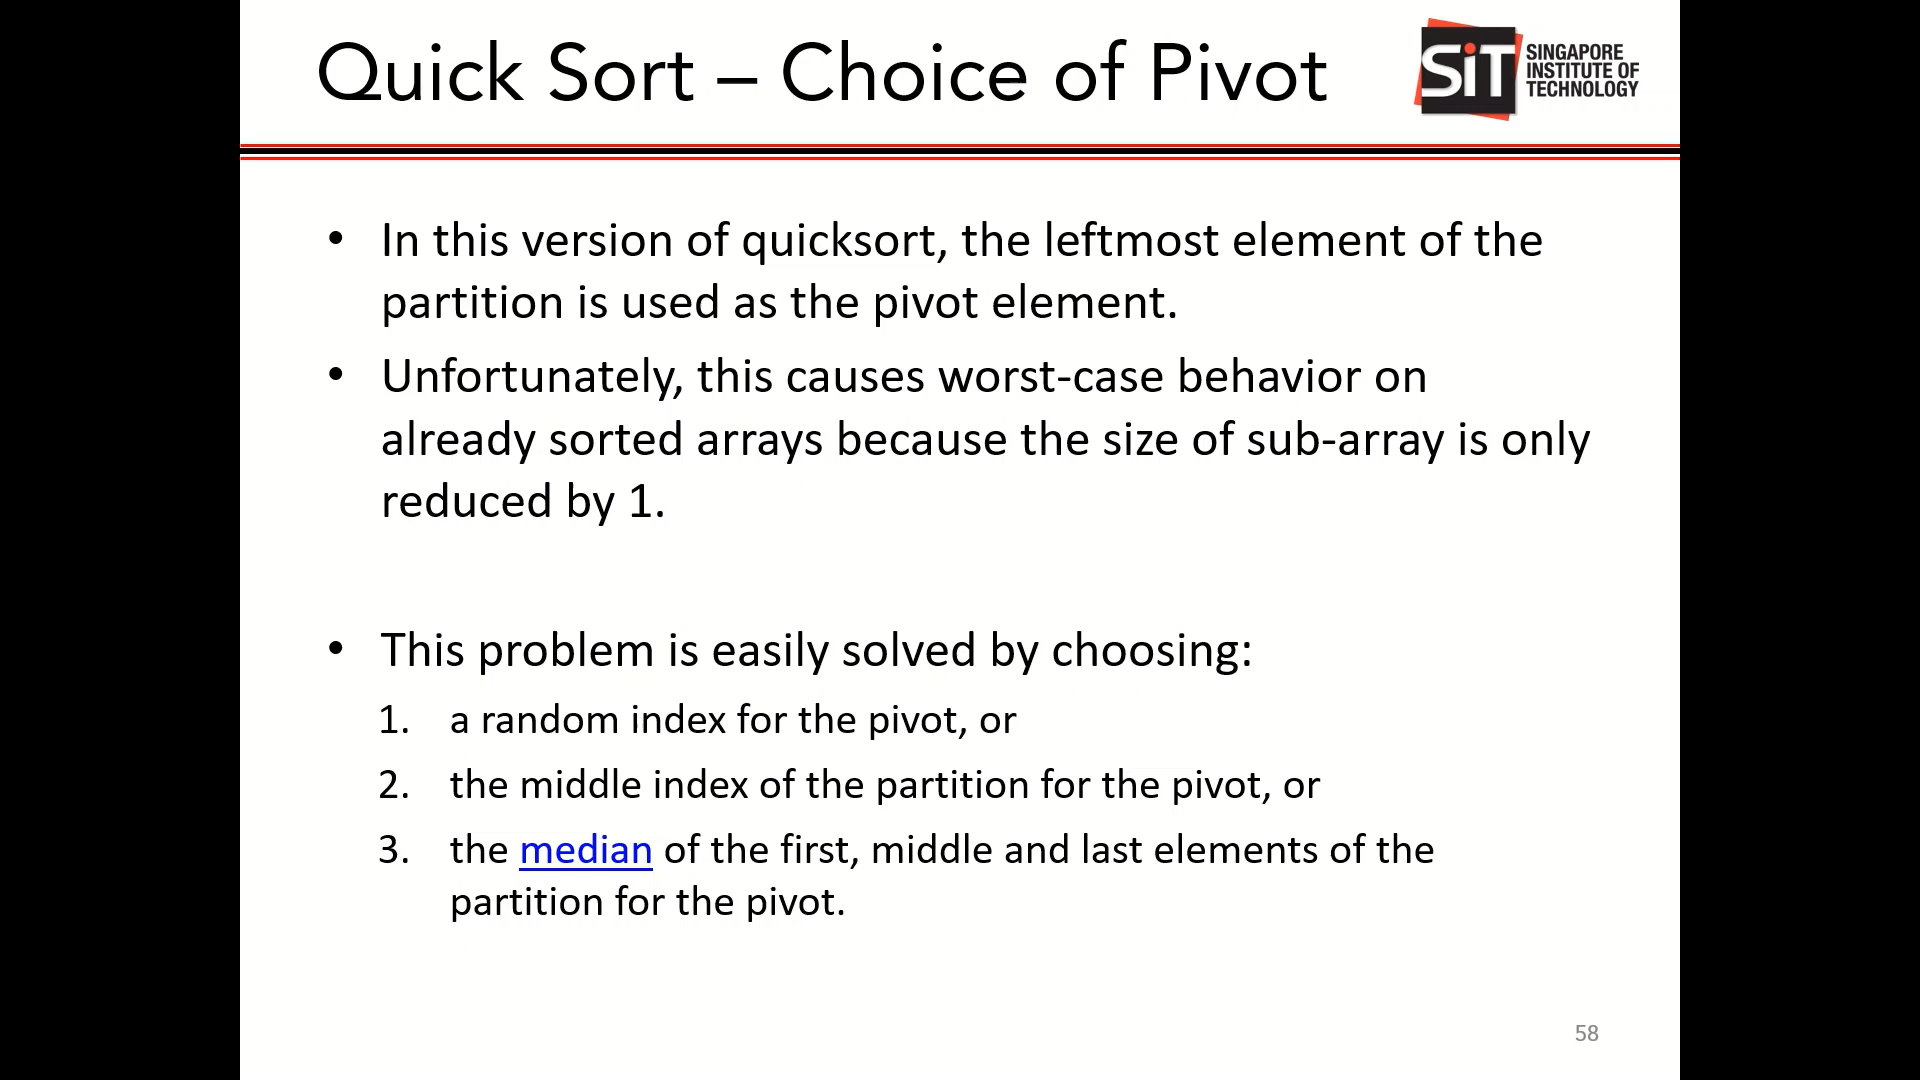 Quick Sort – Choice of Pivot
SiT
SINGAPORE
INSTITUTE OF
TECHNOLOGY
• In this version of quicksort, the leftmost element of the
partition is used as the pivot element.
• Unfortunately, this causes worst-case behavior on
already sorted arrays because the size of sub-array is only
reduced by 1.
• This problem is easily solved by choosing:
1. a random index for the pivot, or
2. the middle index of the partition for the pivot, or
3. the median of the first, middle and last elements of the
partition for the pivot.
58